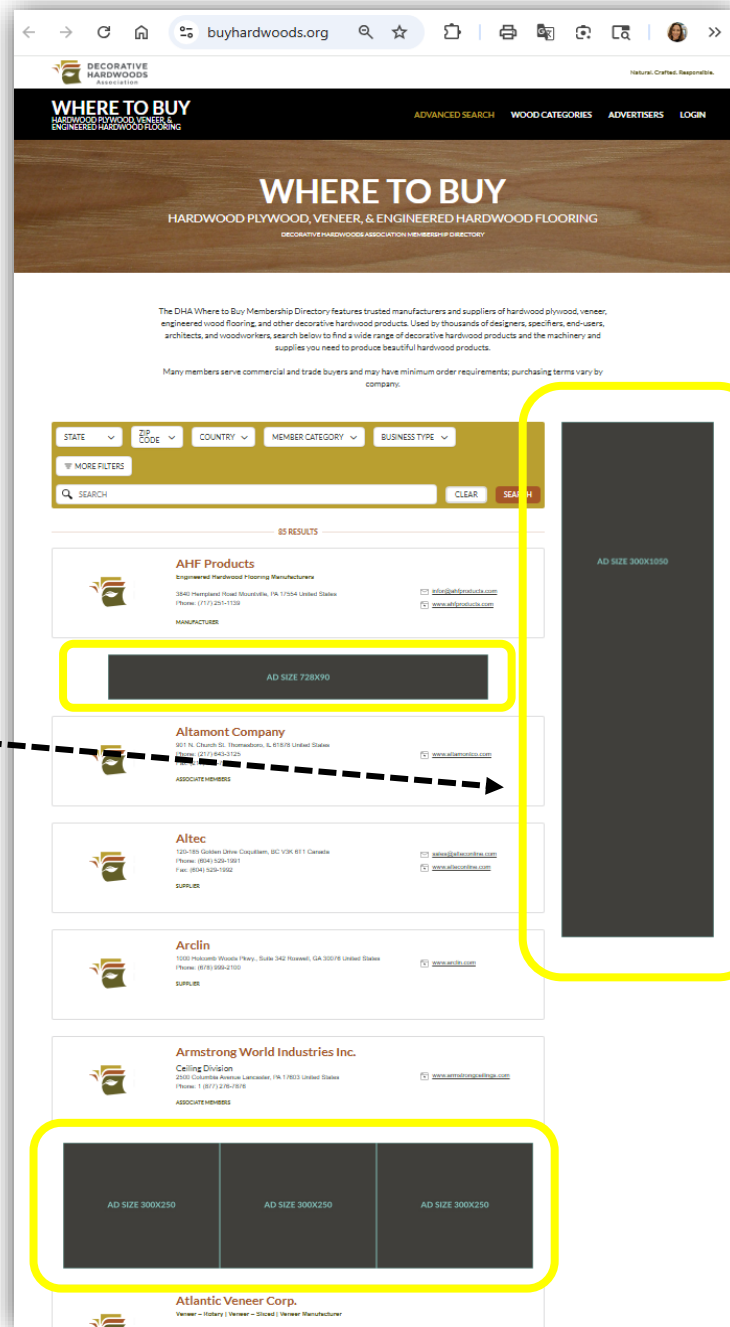 buyhardwoods.org
DECORATIVE
HARDWOODS
Association
Natural. Crafted. Responsible.
WHERE TO BUY
HARDWOOD PLYWOOD, VENEER, &
ENGINEERED HARDWOOD FLOORING
ADVANCED SEARCH WOOD CATEGORIES ADVERTISERS LOGIN
WHERE TO BUY
HARDWOOD PLYWOOD, VENEER, & ENGINEERED HARDWOOD FLOORING
DECORATIVE HARDWOODS ASSOCIATION MEMBERSHIP DIRECTORY
The DHA Where to Buy Membership Directory features trusted manufacturers and suppliers of hardwood plywood, veneer,
engineered wood flooring, and other decorative hardwood products. Used by thousands of designers, specifiers, end-users,
architects, and woodworkers, search below to find a wide range of decorative hardwood products and the machinery and
supplies you need to produce beautiful hardwood products.
Many members serve commercial and trade buyers and may have minimum order requirements; purchasing terms vary by
company.
STATE
ZIP
CODE
COUNTRY
MEMBER CATEGORY
BUSINESS TYPE
MORE FILTERS
SEARCH
CLEAR
SEARCH
85 RESULTS
AD SIZE 300X1050
AHF Products
Engineered Hardwood Flooring Manufacturers
3840 Hempland Road Mountville, PA 17554 United States
Phone: (717) 251-1139
MANUFACTURER
www.ahfproducts.com
AD SIZE 728X90
Altamont Company
901 N. Church St. Thomasboro, IL 61878 United States
Phone: (217) 643-3125
ASSOCIATE MEMBERS
www.altamontco.com
Altec
120-185 Golden Drive Coquitlam, BC V3K 6T1 Canada
Phone: (604) 529-1991
Fax: (604) 529-1992
SUPPLIER
sales@alteconline.com
www.alteconline.com
Arclin
1000 Holcomb Woods Pkwy., Suite 342 Roswell, GA 30076 United States
Phone: (678) 999-2100
SUPPLIER
www.arclin.com
Armstrong World Industries Inc.
Ceiling Division
2500 Columbia Avenue Lancaster, PA 17603 United States
Phone: 1 (877) 276-7876
ASSOCIATE MEMBERS
www.armstrongceilings.com
AD SIZE 300X250 AD SIZE 300X250 AD SIZE 300X250
Atlantic Veneer Corp.
Veneer – Rotary | Veneer – Sliced | Veneer Manufacturer